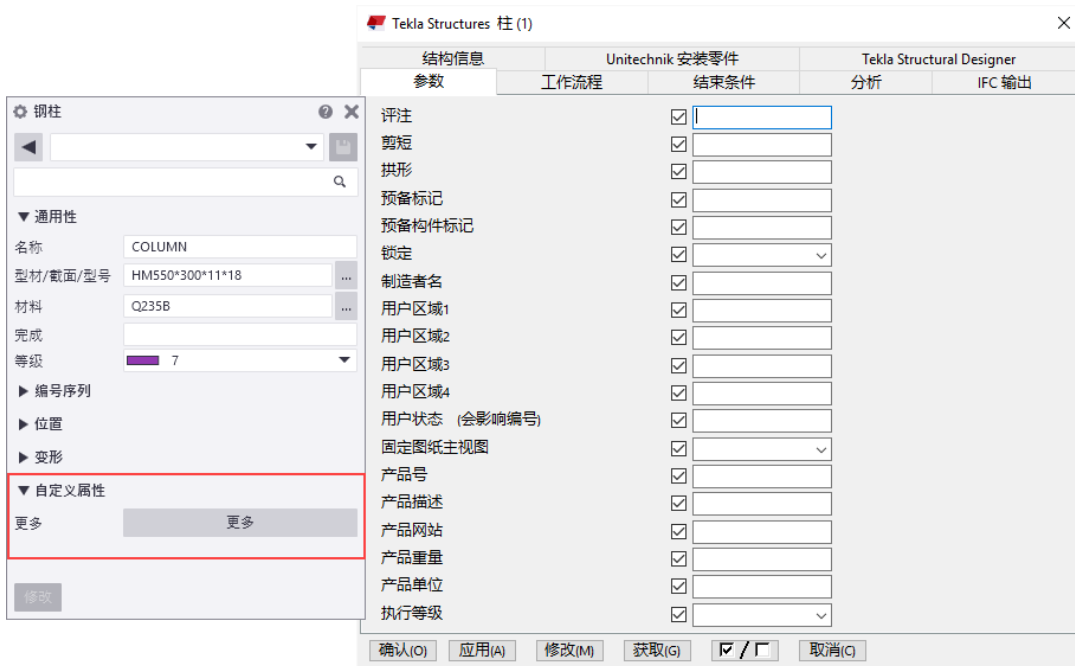 Tekla Structures 柱 (1)
结构信息 Unitechnik 安装零件 Tekla Structural Designer
参数 工作流程 结束条件 分析 IFC 输出
评注
剪短
拱形
预备标记
预备构件标记
锁定
制造者名
用户区域1
用户区域2
用户区域3
用户区域4
用户状态 (会影响编号)
固定图纸主视图
产品号
产品描述
产品网站
产品重量
产品单位
执行等级
确认(O) 应用(A) 修改(M) 获取(G) / 取消(C)
钢柱
通用性
名称 COLUMN
型材/截面/型号 HM550*300*11*18 ...
材料 Q235B ...
完成
等级 7
编号序列
位置
变形
自定义属性
更多 更多
修改